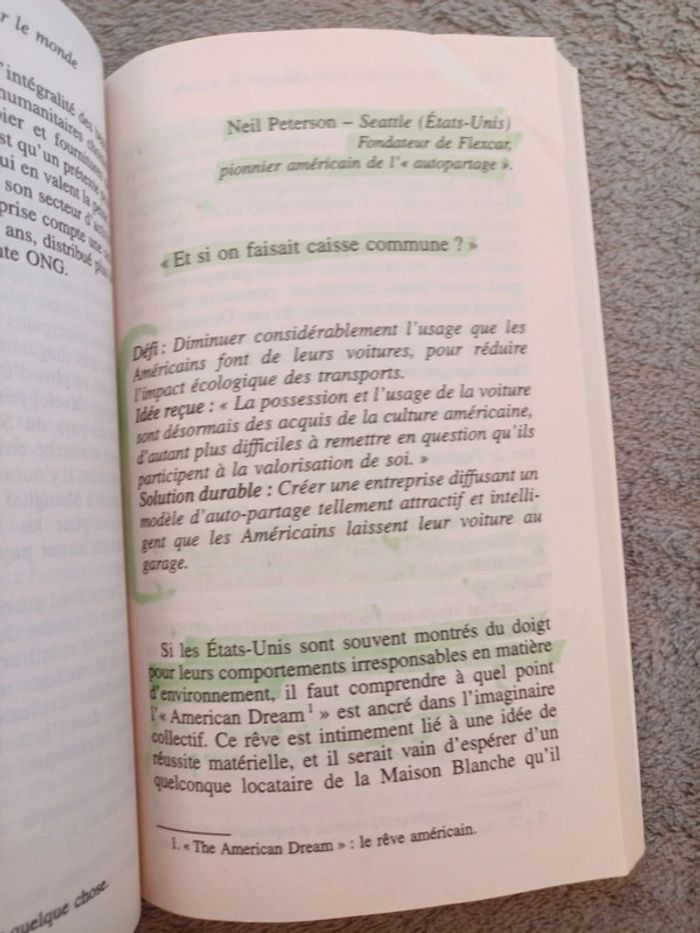 r le monde
'intégralité des
humanitaires
pier et fournitures
st qu'un prétexte
ui en valent la
son secteur
prise compte une
ans, distribué
nte ONG.
quelque chose.
Neil Peterson – Seattle (États-Unis)
Fondateur de Flexcar,
pionnier américain de l'« autopartage ».
« Et si on faisait caisse commune ? »
Défi : Diminuer considérablement l'usage que les
Américains font de leurs voitures, pour réduire
l'impact écologique des transports.
Idée reçue : « La possession et l'usage de la voiture
sont désormais des acquis de la culture américaine,
d'autant plus difficiles à remettre en question qu'ils
participent à la valorisation de soi. »
Solution durable : Créer une entreprise diffusant un
modèle d'auto-partage tellement attractif et intelli-
gent que les Américains laissent leur voiture au
garage.
Si les États-Unis sont souvent montrés du doigt
pour leurs comportements irresponsables en matière
d'environnement, il faut comprendre à quel point
l'« American Dream¹ » est ancré dans l'imaginaire
collectif. Ce rêve est intimement lié à une idée de
réussite matérielle, et il serait vain d'espérer d'un
quelconque locataire de la Maison Blanche qu'il
1. « The American Dream » : le rêve américain.